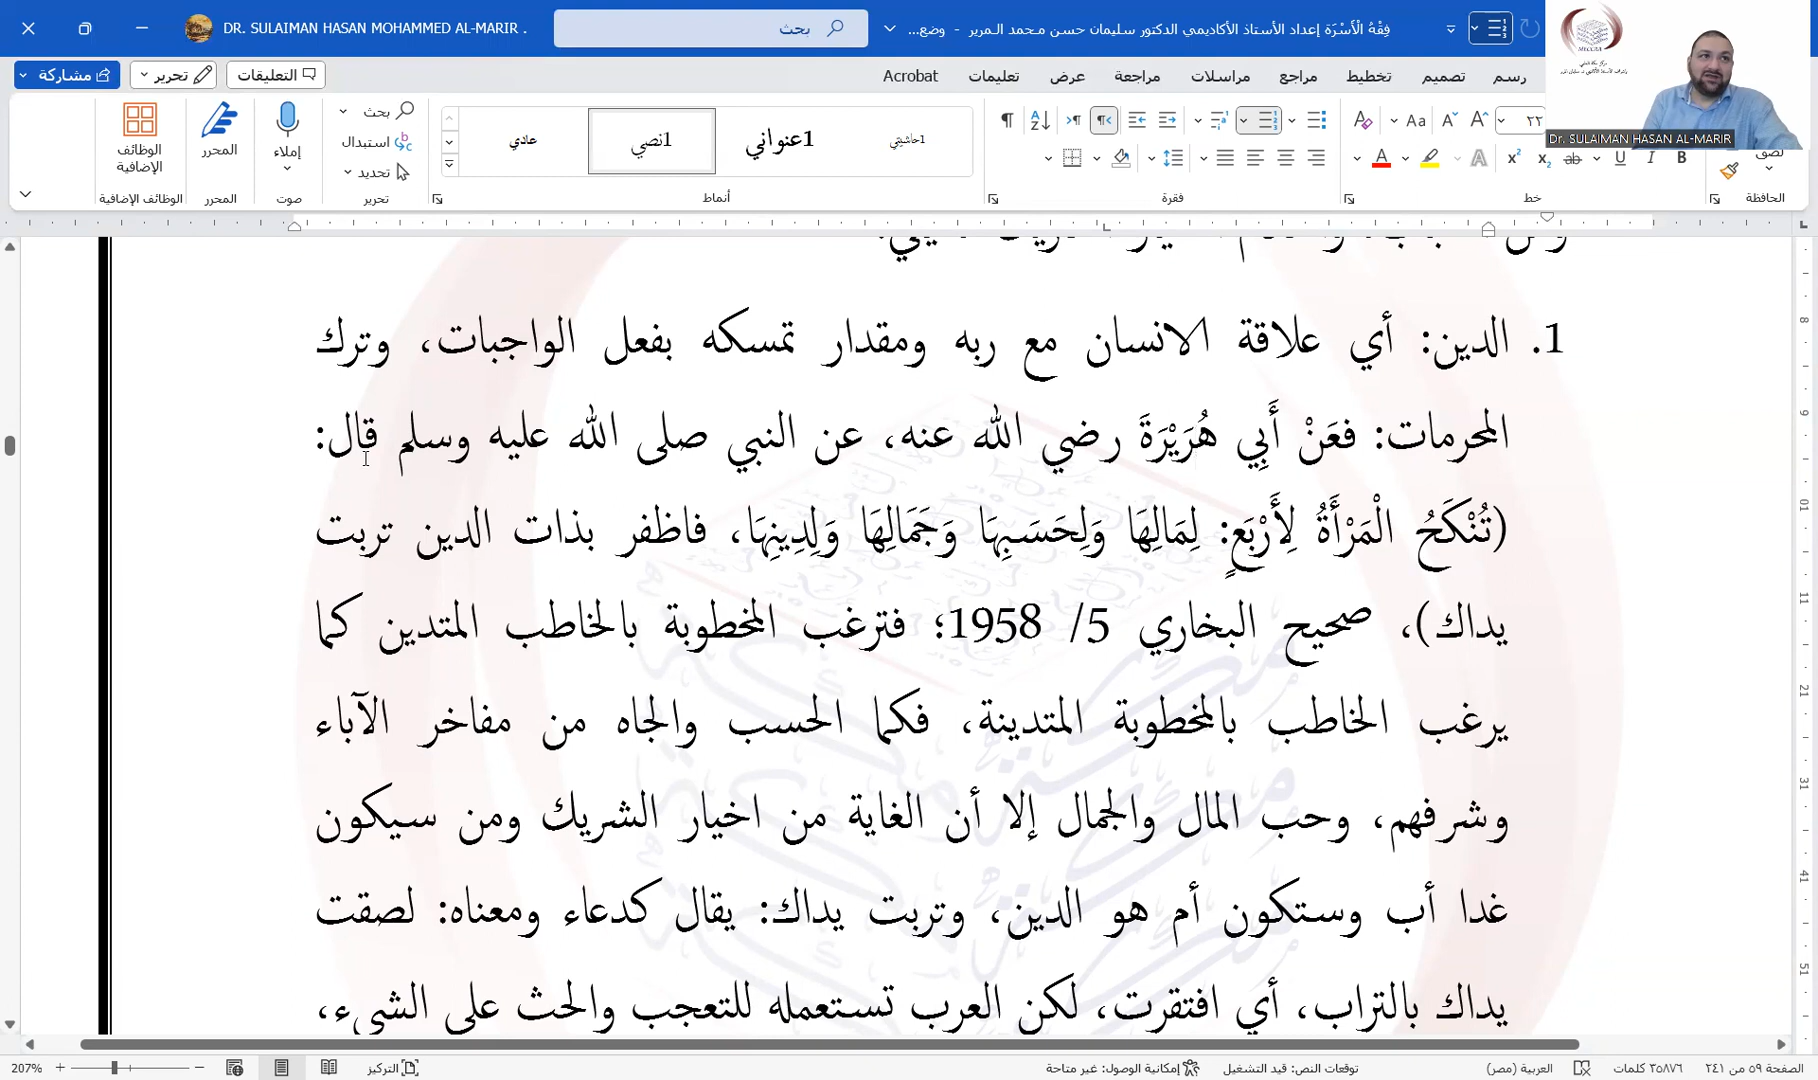 DR. SULAIMAN HASAN MOHAMMED AL-MARIR .
بحث
فِقْهُ الْأُسْرَة إعداد الأستاذ الأكاديمي الدكتور سليمان حسن محمد المرير - وضع...
رسم
تصميم
تخطيط
مراجع
مراسلات
مراجعة
عرض
تعليمات
Acrobat
التعليقات
تحرير
مشاركة
Dr. SULAIMAN HASAN AL-MARIR
لصق
الحافظة
٢٢
خط
فقرة
1حاشيتي
1عنواني
1نصي
عادي
أنماط
بحث
استبدال
تحديد
تحرير
إملاء
صوت
المحرر
المحرر
الوظائف الإضافية
الوظائف الإضافية
1. الدين: أي علاقة الانسان مع ربه ومقدار تمسكه بفعل الواجبات، وترك
المحرمات: فعَنْ أَبِي هُرَيْرَةَ رضي الله عنه، عن النبي صلى الله عليه وسلم قال:
(تُنْكَحُ الْمَرْأَةُ لِأَرْبَعٍ: لِمَالِهَا وَلِحَسَبِهَا وَجَمَالِهَا وَلِدِينِهَا، فاظفر بذات الدين تربت
يداك)، صحيح البخاري 5/ 1958؛ فترغب المخطوبة بالخاطب المتدين كما
يرغب الخاطب بالمخطوبة المتدينة، فكما الحسب والجاه من مفاخر الآباء
وشرفهم، وحب المال والجمال إلا أن الغاية من اخيار الشريك ومن سيكون
غدا أب وستكون أم هو الدين، وتربت يداك: يقال كدعاء ومعناه: لصقت
يداك بالتراب، أي افتقرت، لكن العرب تستعمله للتعجب والحث على الشيء،
الصفحة ٥٩ من ٢٤١
٣٥٨٧٦ كلمات
العربية (مصر)
توقعات النص: قيد التشغيل
إمكانية الوصول: غير متاحة
التركيز
207%